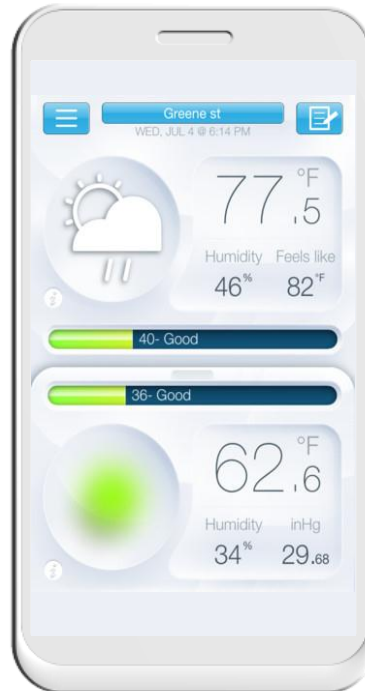 Greene st
WED, JUL 4 @ 6:14 PM
77.5 °F
Humidity Feels like
46% 82°F
40- Good
36- Good
62.6 °F
Humidity inHg
34% 29.68